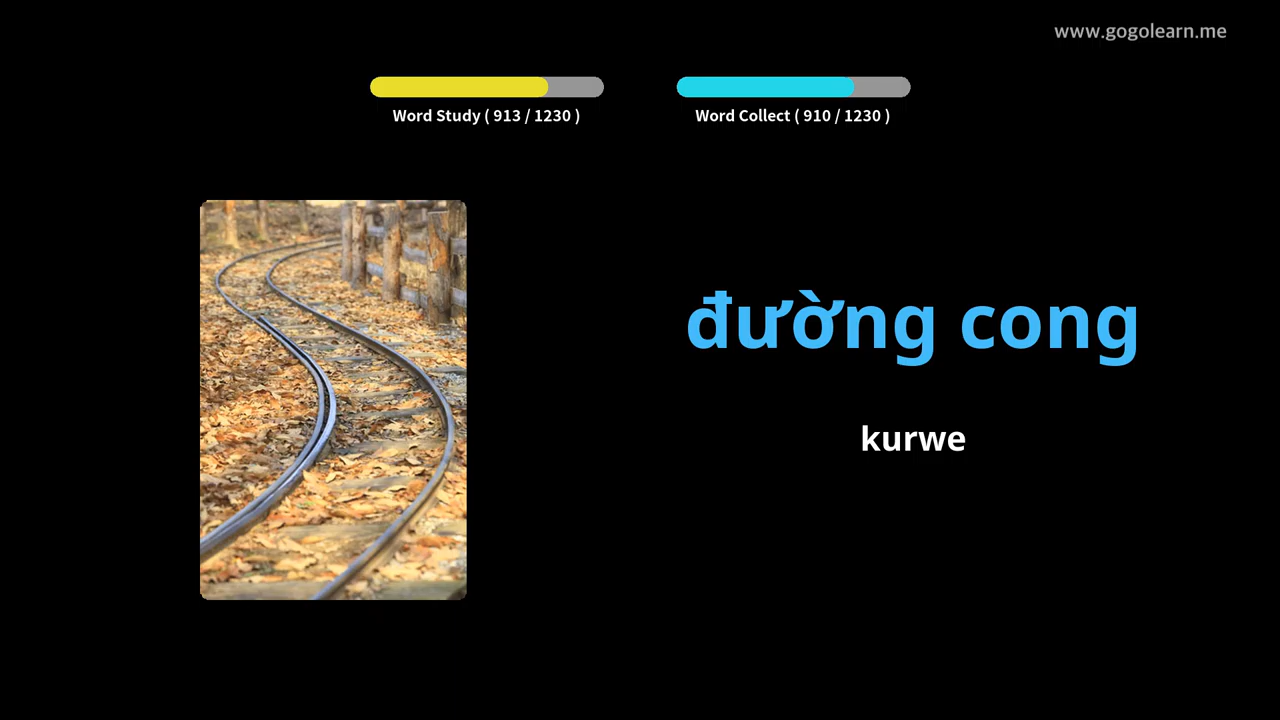 www.gogolearn.me
Word Study ( 913 / 1230 )
Word Collect ( 910 / 1230 )
đường cong
kurwe